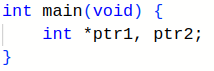 int main(void) {
    int *ptr1, ptr2;
}